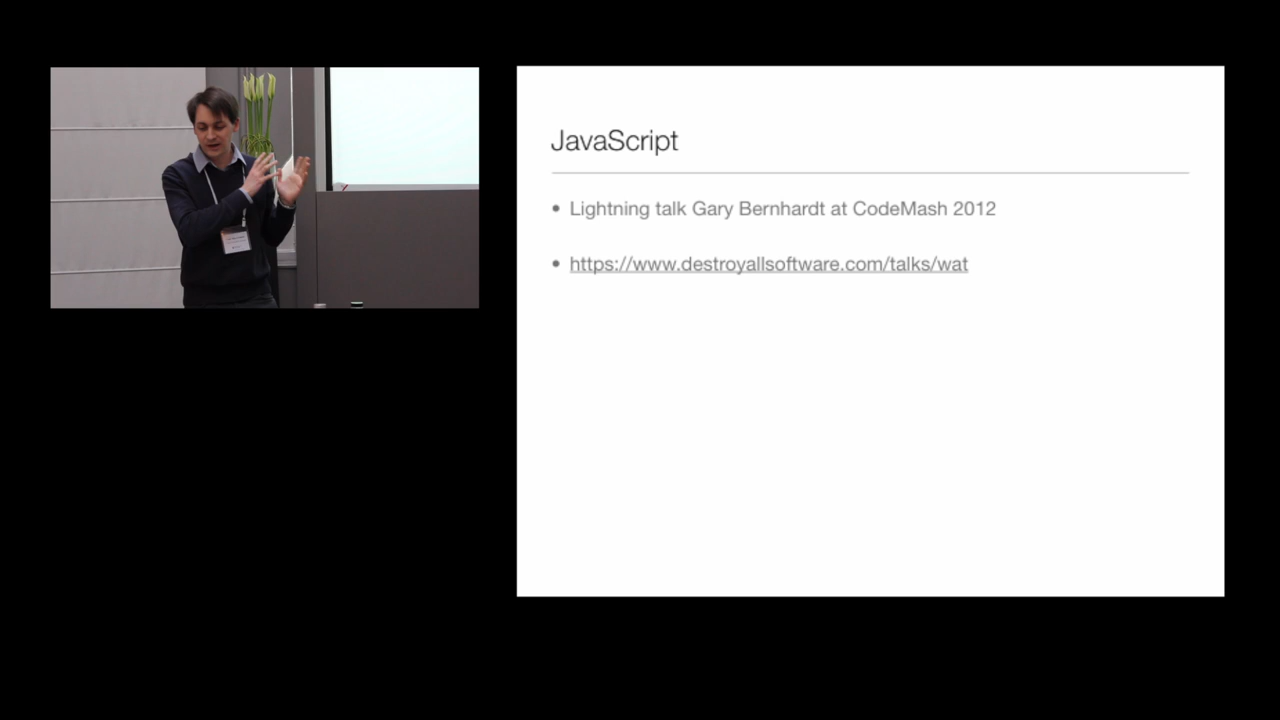 JavaScript
• Lightning talk Gary Bernhardt at CodeMash 2012
• https://www.destroyallsoftware.com/talks/wat